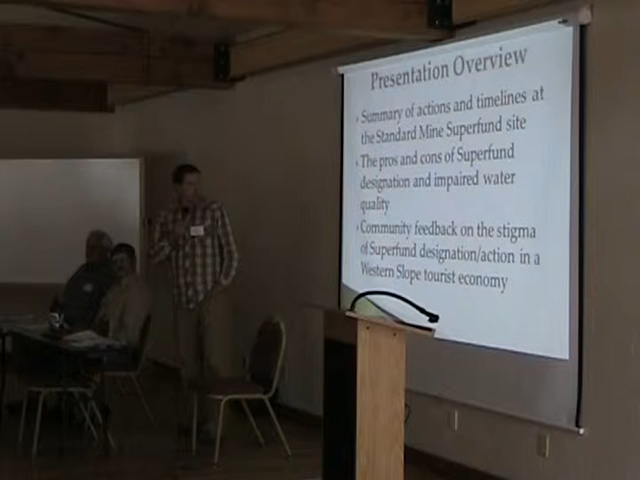 Presentation Overview
Summary of actions and timelines at
the Standard Mine Superfund site
The pros and cons of Superfund
designation and impaired water
quality
Community feedback on the stigma
of Superfund designation/action in a
Western Slope tourist economy